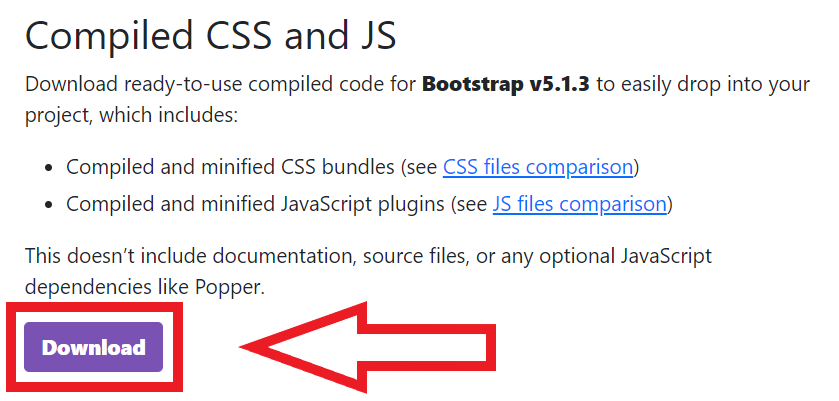 Compiled CSS and JS
Download ready-to-use compiled code for Bootstrap v5.1.3 to easily drop into your
project, which includes:
• Compiled and minified CSS bundles (see CSS files comparison)
• Compiled and minified JavaScript plugins (see JS files comparison)
This doesn’t include documentation, source files, or any optional JavaScript
dependencies like Popper.
Download